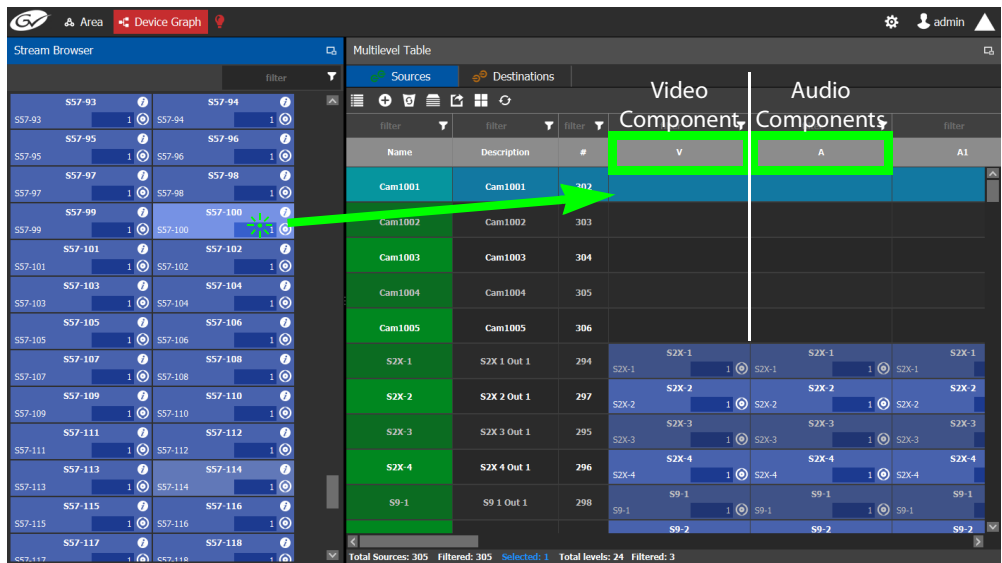 GV Area Device Graph admin
Stream Browser
filter
S57-93 S57-94
S57-93 1 S57-94 1
S57-95 S57-96
S57-95 1 S57-96 1
S57-97 S57-98
S57-97 1 S57-98 1
S57-99 S57-100
S57-99 1 S57-100 1
S57-101 S57-102
S57-101 1 S57-102 1
S57-103 S57-104
S57-103 1 S57-104 1
S57-105 S57-106
S57-105 1 S57-106 1
S57-107 S57-108
S57-107 1 S57-108 1
S57-109 S57-110
S57-109 1 S57-110 1
S57-111 S57-112
S57-111 1 S57-112 1
S57-113 S57-114
S57-113 1 S57-114 1
S57-115 S57-116
S57-115 1 S57-116 1
S57-117 S57-118
S57-117 1 S57-118 1
Multilevel Table
Sources Destinations
Video Component Audio Components
filter filter filter filter
Name Description # V A A1
Cam1001 Cam1001 302
Cam1002 Cam1002 303
Cam1003 Cam1003 304
Cam1004 Cam1004 305
Cam1005 Cam1005 306
S2X-1 S2X-1 S2X-1
S2X-1 S2X 1 Out 1 294
S2X-1 1 S2X-1 1 S2X-1
S2X-2 S2X-2 S2X-2
S2X-2 S2X 2 Out 1 297
S2X-2 1 S2X-2 1 S2X-2
S2X-3 S2X-3 S2X-3
S2X-3 S2X 3 Out 1 295
S2X-3 1 S2X-3 1 S2X-3
S2X-4 S2X-4 S2X-4
S2X-4 S2X 4 Out 1 296
S2X-4 1 S2X-4 1 S2X-4
S9-1 S9-1 S9-1
S9-1 S9 1 Out 1 298
S9-1 1 S9-1 1 S9-1
S9-2 S9-2 S9-2
Total Sources: 305 Filtered: 305 Selected: 1 Total levels: 24 Filtered: 3